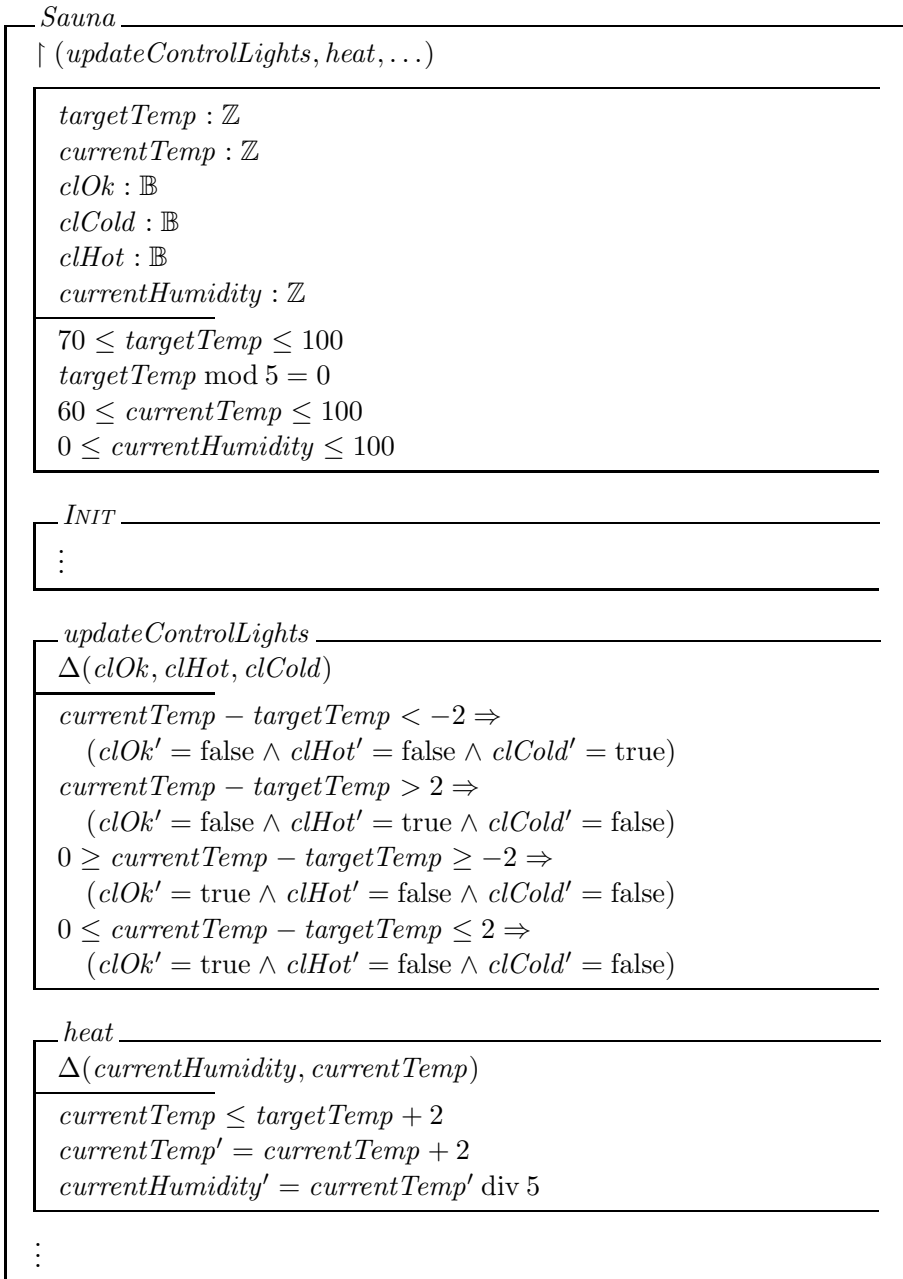 Sauna
↾ (updateControlLights, heat, . . .)
targetTemp : ℤ
currentTemp : ℤ
clOk : 𝔹
clCold : 𝔹
clHot : 𝔹
currentHumidity : ℤ
70 ≤ targetTemp ≤ 100
targetTemp mod 5 = 0
60 ≤ currentTemp ≤ 100
0 ≤ currentHumidity ≤ 100
INIT
⋮
updateControlLights
Δ(clOk, clHot, clCold)
currentTemp − targetTemp < −2 ⇒
(clOk′ = false ∧ clHot′ = false ∧ clCold′ = true)
currentTemp − targetTemp > 2 ⇒
(clOk′ = false ∧ clHot′ = true ∧ clCold′ = false)
0 ≥ currentTemp − targetTemp ≥ −2 ⇒
(clOk′ = true ∧ clHot′ = false ∧ clCold′ = false)
0 ≤ currentTemp − targetTemp ≤ 2 ⇒
(clOk′ = true ∧ clHot′ = false ∧ clCold′ = false)
heat
Δ(currentHumidity, currentTemp)
currentTemp ≤ targetTemp + 2
currentTemp′ = currentTemp + 2
currentHumidity′ = currentTemp′ div 5
⋮